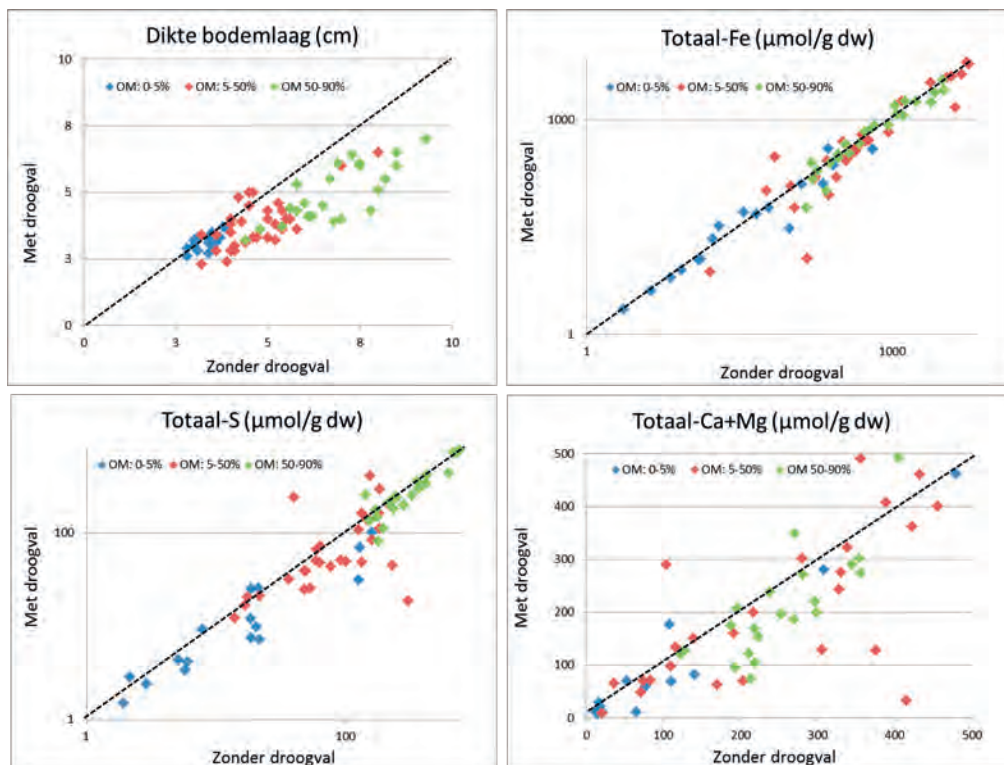 Dikte bodemlaag (cm)
10
OM: 0-5% OM: 5-50% OM 50-90%
8
5
3
0
Met droogval
0 3 5 8 10
Zonder droogval
Totaal-Fe (µmol/g dw)
OM: 0-5% OM: 5-50% OM 50-90%
1000
1
Met droogval
1 1000
Zonder droogval
Totaal-S (µmol/g dw)
OM: 0-5% OM: 5-50% OM 50-90%
100
1
Met droogval
1 100
Zonder droogval
Totaal-Ca+Mg (µmol/g dw)
500
OM: 0-5% OM: 5-50% OM 50-90%
400
300
200
100
0
Met droogval
0 100 200 300 400 500
Zonder droogval